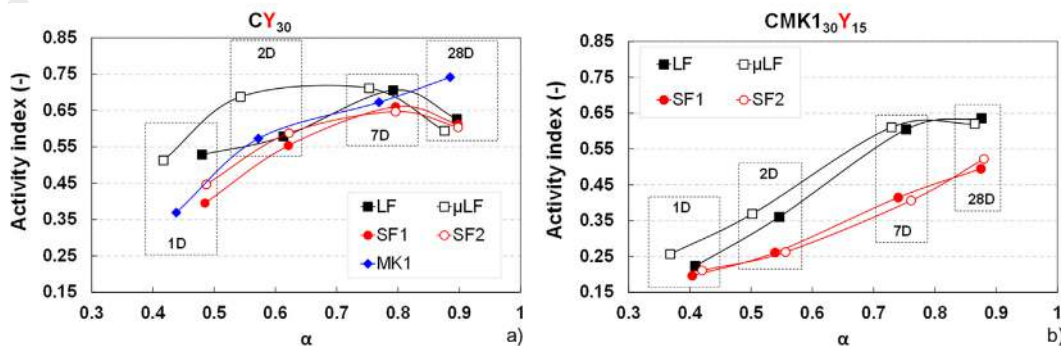 CY30
Activity index (-)
0.85
0.75
0.65
0.55
0.45
0.35
0.25
0.15
2D
28D
7D
1D
LF
µLF
SF1
SF2
MK1
0.3 0.4 0.5 0.6 0.7 0.8 0.9 1
α
a)
CMK130Y15
Activity index (-)
0.85
0.75
0.65
0.55
0.45
0.35
0.25
0.15
LF
µLF
SF1
SF2
1D
2D
7D
28D
0.3 0.4 0.5 0.6 0.7 0.8 0.9 1
α
b)